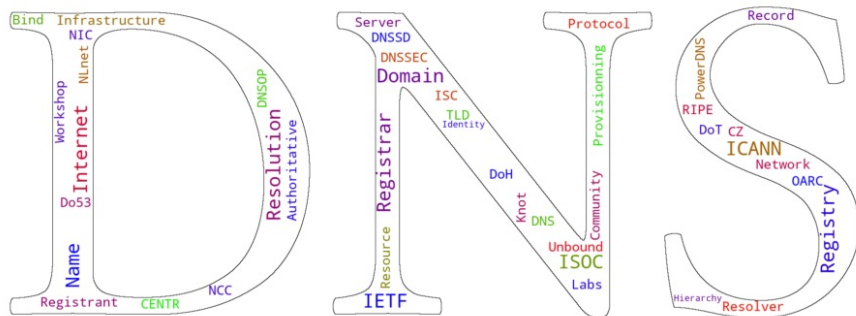 Bind
Infrastructure
NIC
NLnet
Workshop
Internet
Do53
Name
Registrant
CENTR
NCC
DNSOP
Resolution
Authoritative
Server
DNSSD
DNSSEC
Domain
ISC
TLD
Identity
Registrar
DoH
Knot
DNS
Resource
IETF
Protocol
Provisionning
Community
Unbound
ISOC
Labs
Record
PowerDNS
RIPE
DoT
CZ
ICANN
Network
OARC
Registry
Hierarchy
Resolver